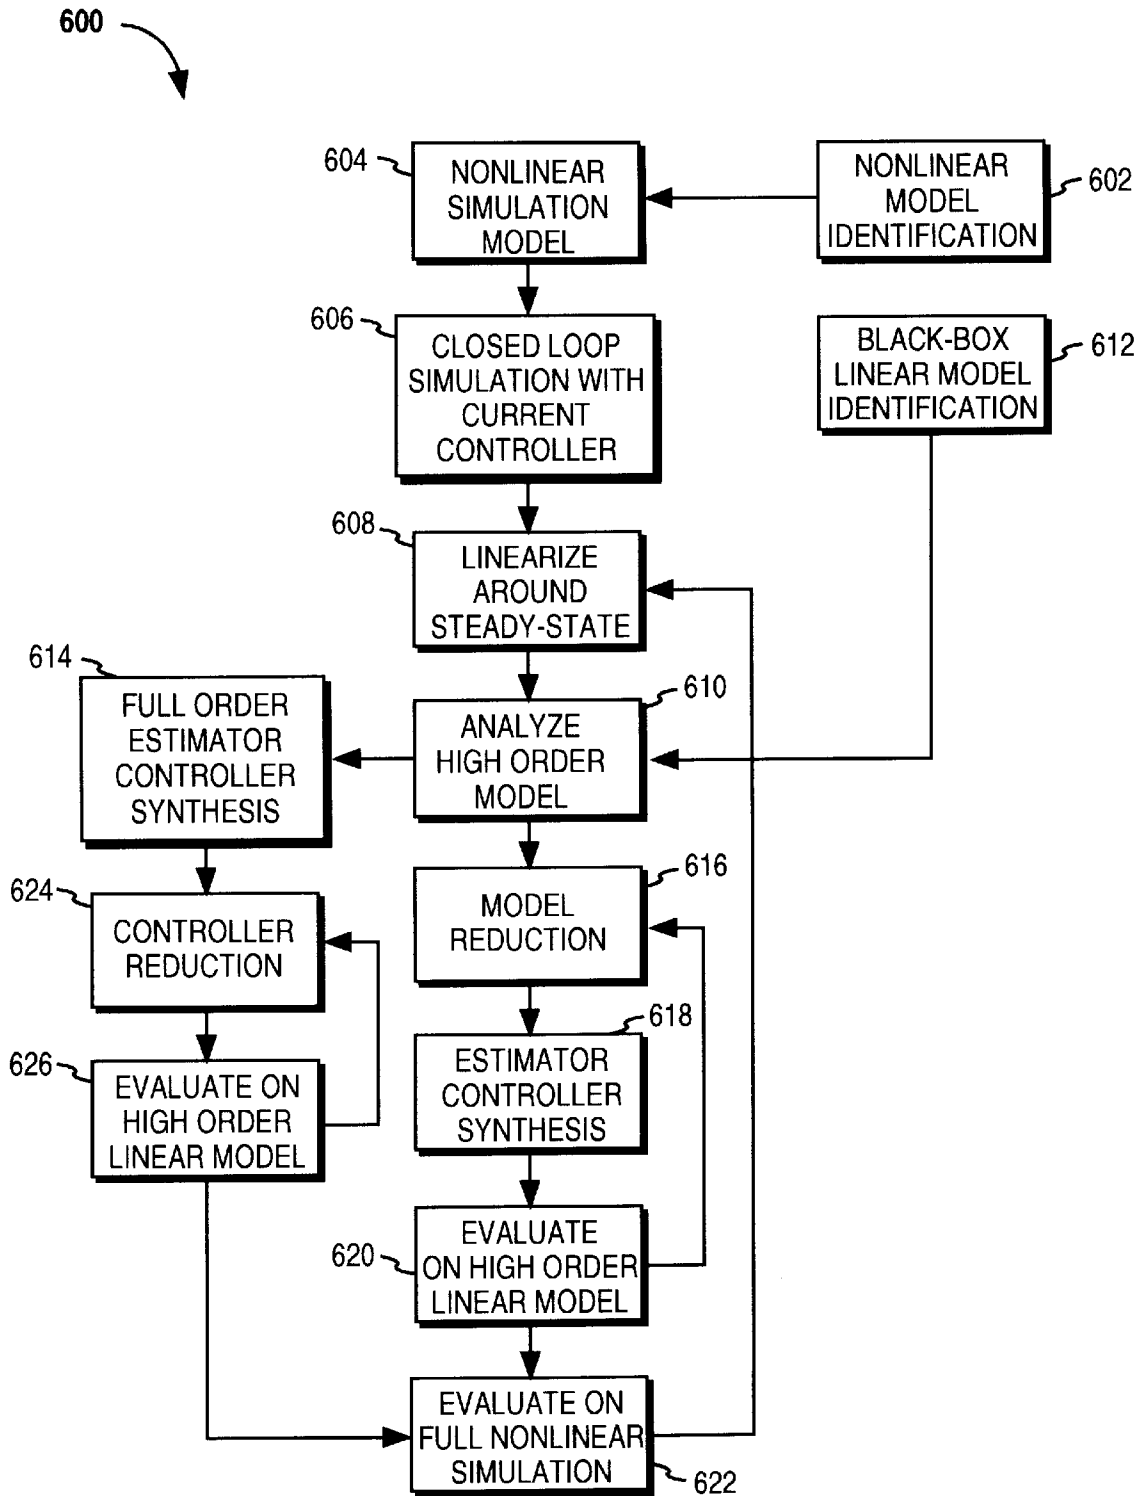 600
604
NONLINEAR
SIMULATION
MODEL
NONLINEAR
MODEL
IDENTIFICATION
602
606
CLOSED LOOP
SIMULATION WITH
CURRENT
CONTROLLER
BLACK-BOX
LINEAR MODEL
IDENTIFICATION
612
608
LINEARIZE
AROUND
STEADY-STATE
614
FULL ORDER
ESTIMATOR
CONTROLLER
SYNTHESIS
610
ANALYZE
HIGH ORDER
MODEL
624
CONTROLLER
REDUCTION
616
MODEL
REDUCTION
626
EVALUATE ON
HIGH ORDER
LINEAR MODEL
618
ESTIMATOR
CONTROLLER
SYNTHESIS
620
EVALUATE
ON HIGH ORDER
LINEAR MODEL
EVALUATE ON
FULL NONLINEAR
SIMULATION
622